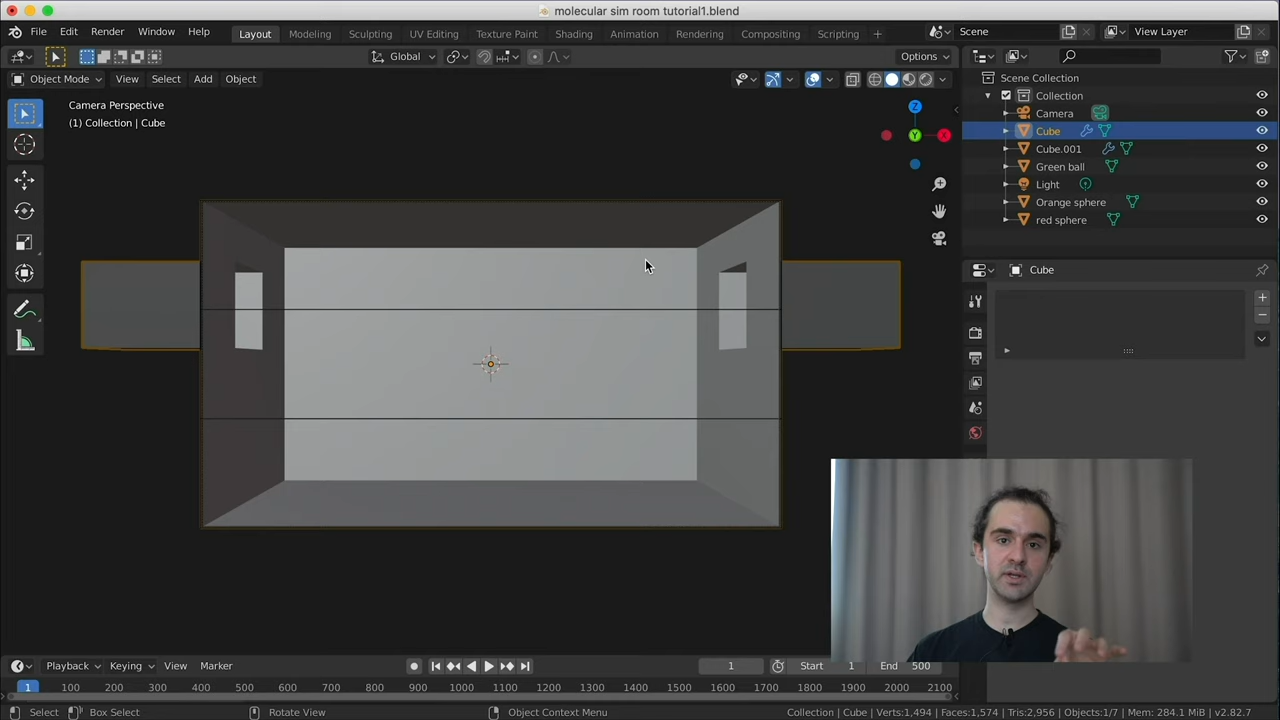 molecular sim room tutorial1.blend
File Edit Render Window Help
Layout Modeling Sculpting UV Editing Texture Paint Shading Animation Rendering Compositing Scripting +
Scene
View Layer
Global
Options
Object Mode View Select Add Object
Camera Perspective
(1) Collection | Cube
Z
Y
X
Scene Collection
Collection
Camera
Cube
Cube.001
Green ball
Light
Orange sphere
red sphere
Cube
Playback Keying View Marker
1
Start 1
End 500
1 100 200 300 400 500 600 700 800 900 1000 1100 1200 1300 1400 1500 1600 1700 1800 1900 2000 2100
Select Box Select Rotate View Object Context Menu
Collection | Cube | Verts:1,494 | Faces:1,574 | Tris:2,956 | Objects:1/7 | Mem: 284.1 MiB | v2.82.7